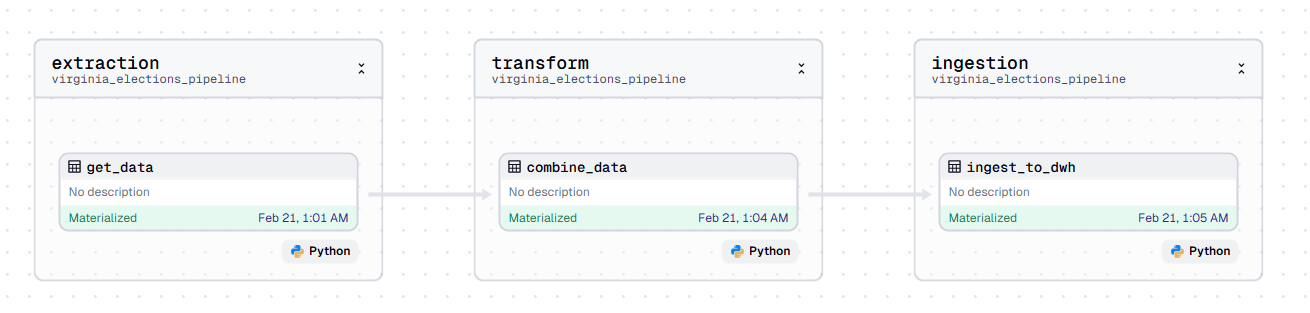 extraction
virginia_elections_pipeline
get_data
No description
Materialized Feb 21, 1:01 AM
Python
transform
virginia_elections_pipeline
combine_data
No description
Materialized Feb 21, 1:04 AM
Python
ingestion
virginia_elections_pipeline
ingest_to_dwh
No description
Materialized Feb 21, 1:05 AM
Python